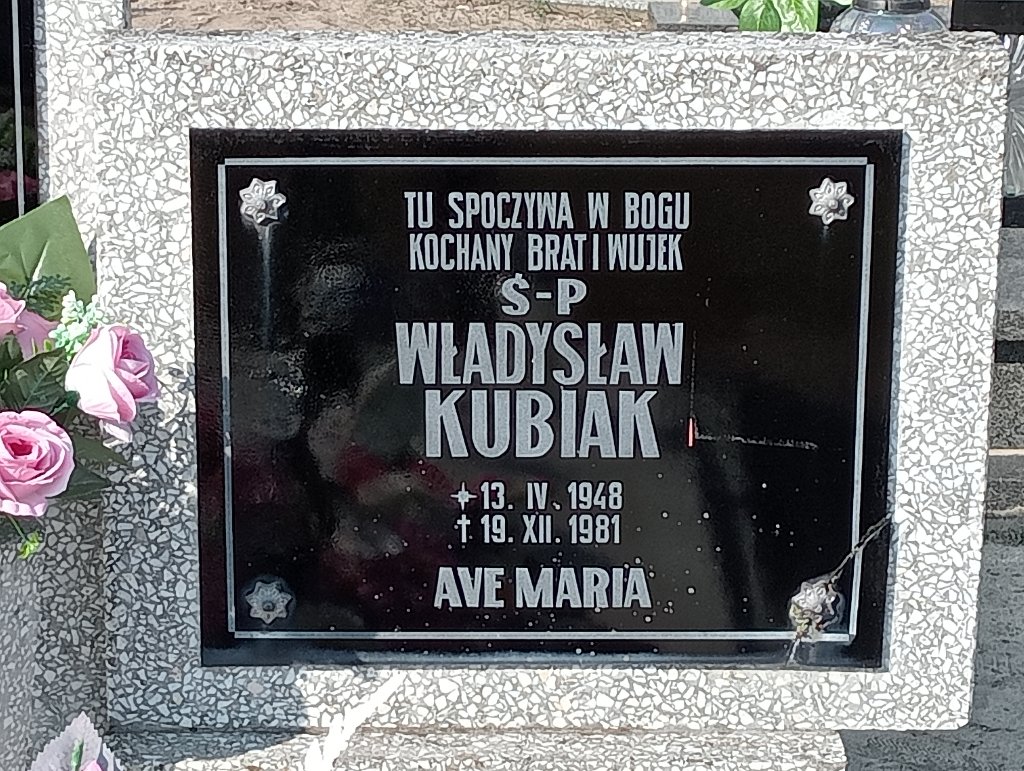 TU SPOCZYWA W BOGU
KOCHANY BRAT I WUJEK
Ś-P
WŁADYSŁAW
KUBIAK
13. IV. 1948
† 19. XII. 1981
AVE MARIA